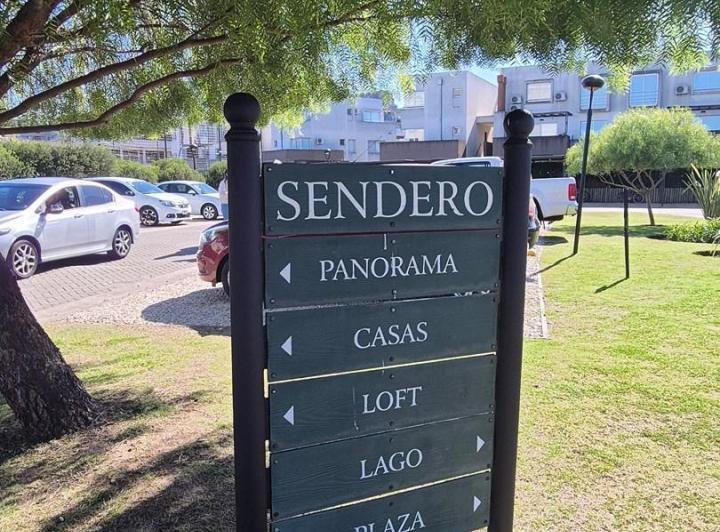 SENDERO
PANORAMA
CASAS
LOFT
LAGO
PLAZA